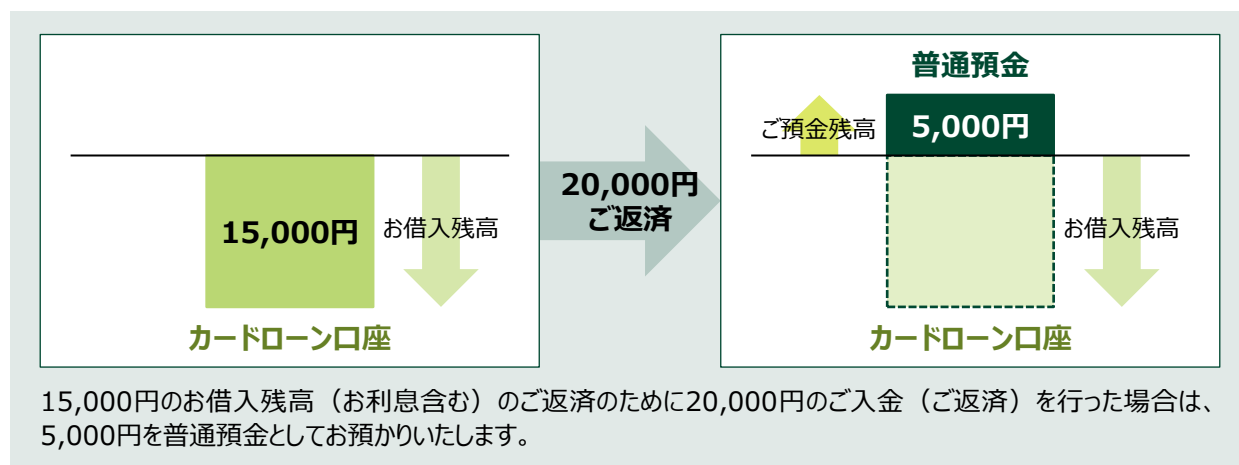 15,000円
お借入残高
カードローン口座
20,000円
ご返済
普通預金
ご預金残高
5,000円
お借入残高
カードローン口座
15,000円のお借入残高（お利息含む）のご返済のために20,000円のご入金（ご返済）を行った場合は、
5,000円を普通預金としてお預かりいたします。